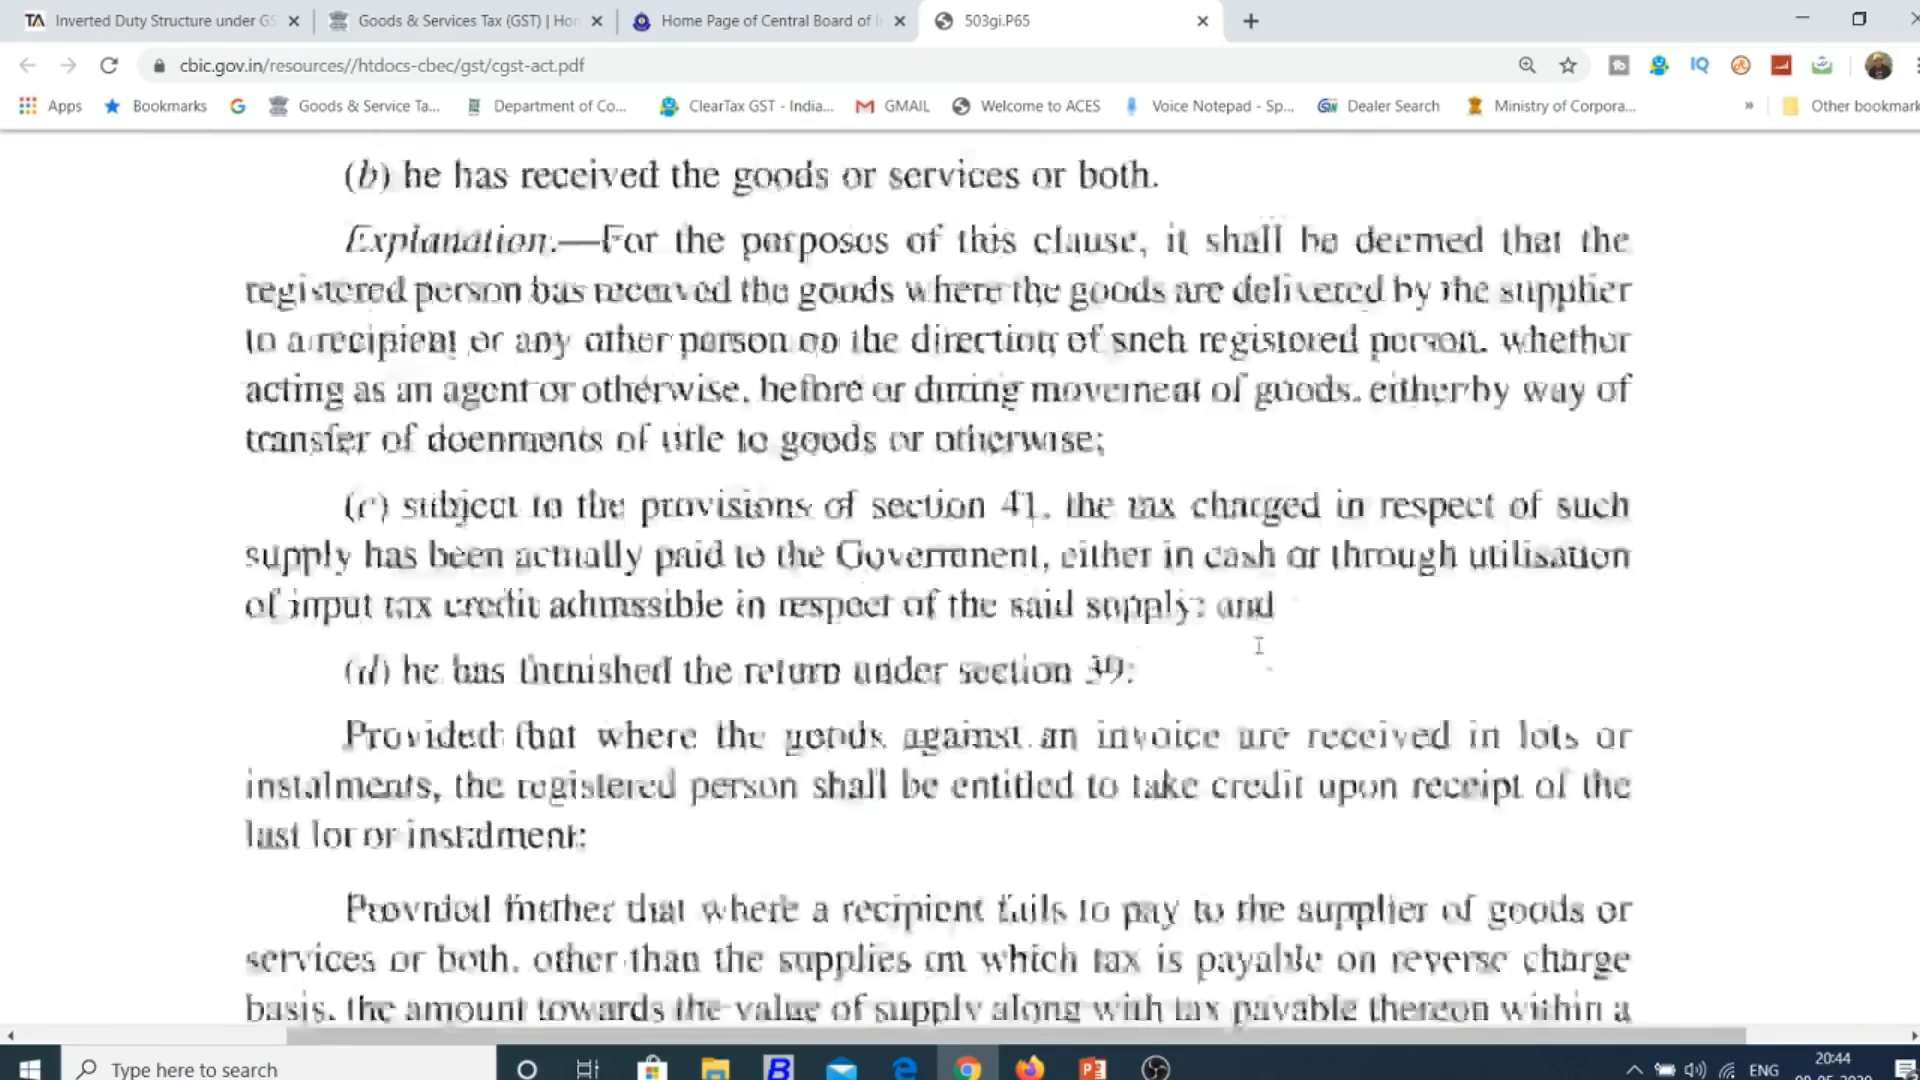 Inverted Duty Structure under GS
Goods & Services Tax (GST) | Hom
Home Page of Central Board of I
503gi.P65
cbic.gov.in/resources//htdocs-cbec/gst/cgst-act.pdf
Apps Bookmarks Goods & Service Ta... Department of Co... ClearTax GST - India... GMAIL Welcome to ACES Voice Notepad - Sp... Dealer Search Ministry of Corpora... » Other bookmark
(b) he has received the goods or services or both.
Explanation.—For the purposes of this clause, it shall be deemed that the
registered person has received the goods where the goods are delivered by the supplier
to a recipient or any other person on the direction of such registered person, whether
acting as an agent or otherwise, before or during movement of goods, either by way of
transfer of documents of title to goods or otherwise;
(c) subject to the provisions of section 41, the tax charged in respect of such
supply has been actually paid to the Government, either in cash or through utilisation
of input tax credit admissible in respect of the said supply; and
(d) he has furnished the return under section 39:
Provided that where the goods against an invoice are received in lots or
instalments, the registered person shall be entitled to take credit upon receipt of the
last lot or instalment:
Provided further that where a recipient fails to pay to the supplier of goods or
services or both, other than the supplies on which tax is payable on reverse charge
basis, the amount towards the value of supply along with tax payable thereon within a
Type here to search
ENG
20:44